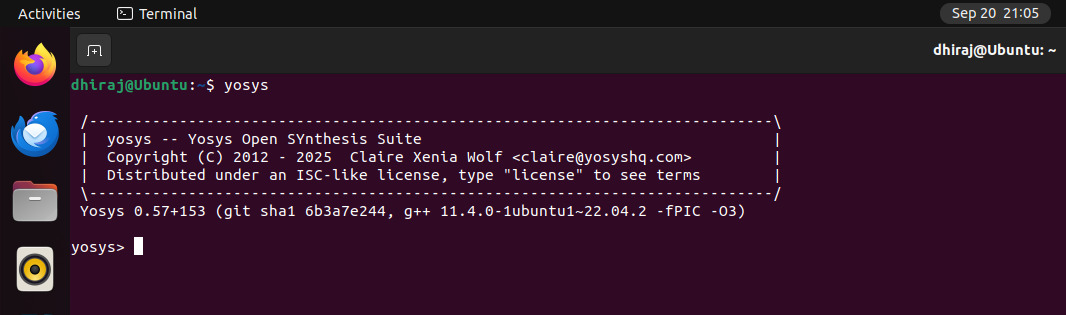 Activities Terminal Sep 20 21:05
dhiraj@Ubuntu: ~
dhiraj@Ubuntu:~$ yosys
/----------------------------------------------------------------------------\
| yosys -- Yosys Open SYnthesis Suite |
| Copyright (C) 2012 - 2025 Claire Xenia Wolf <claire@yosyshq.com> |
| Distributed under an ISC-like license, type "license" to see terms |
\----------------------------------------------------------------------------/
Yosys 0.57+153 (git sha1 6b3a7e244, g++ 11.4.0-1ubuntu1~22.04.2 -fPIC -O3)
yosys>